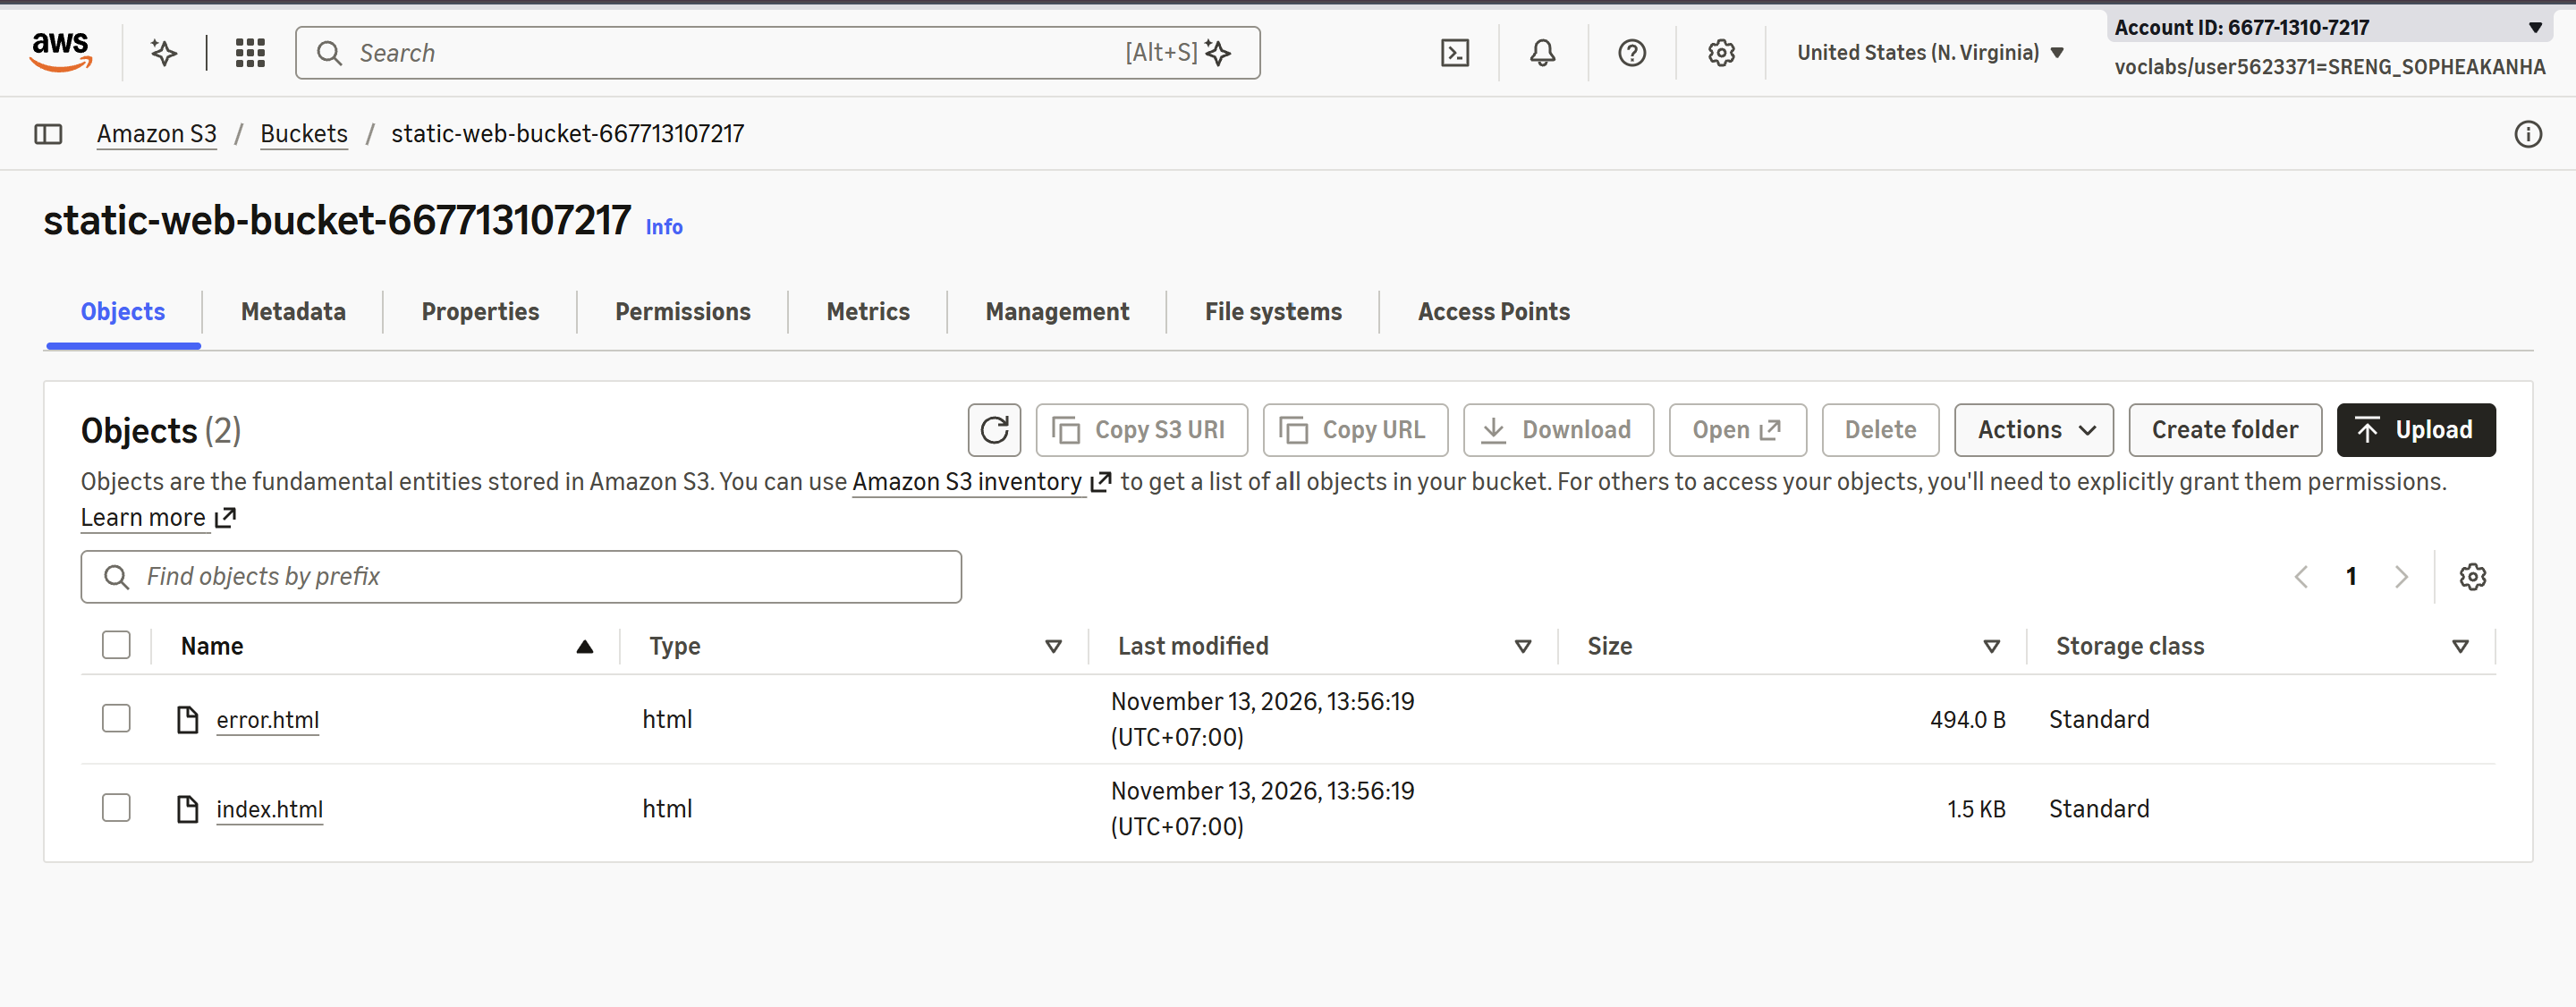 aws
Search [Alt+S]
United States (N. Virginia)
Account ID: 6677-1310-7217
voclabs/user5623371=SRENG_SOPHEAKANHA
Amazon S3 / Buckets / static-web-bucket-667713107217
static-web-bucket-667713107217 Info
Objects Metadata Properties Permissions Metrics Management File systems Access Points
Objects (2)
Copy S3 URI Copy URL Download Open Delete Actions Create folder Upload
Objects are the fundamental entities stored in Amazon S3. You can use Amazon S3 inventory to get a list of all objects in your bucket. For others to access your objects, you'll need to explicitly grant them permissions.
Learn more
Find objects by prefix
1
Name Type Last modified Size Storage class
error.html html November 13, 2026, 13:56:19 (UTC+07:00) 494.0 B Standard
index.html html November 13, 2026, 13:56:19 (UTC+07:00) 1.5 KB Standard